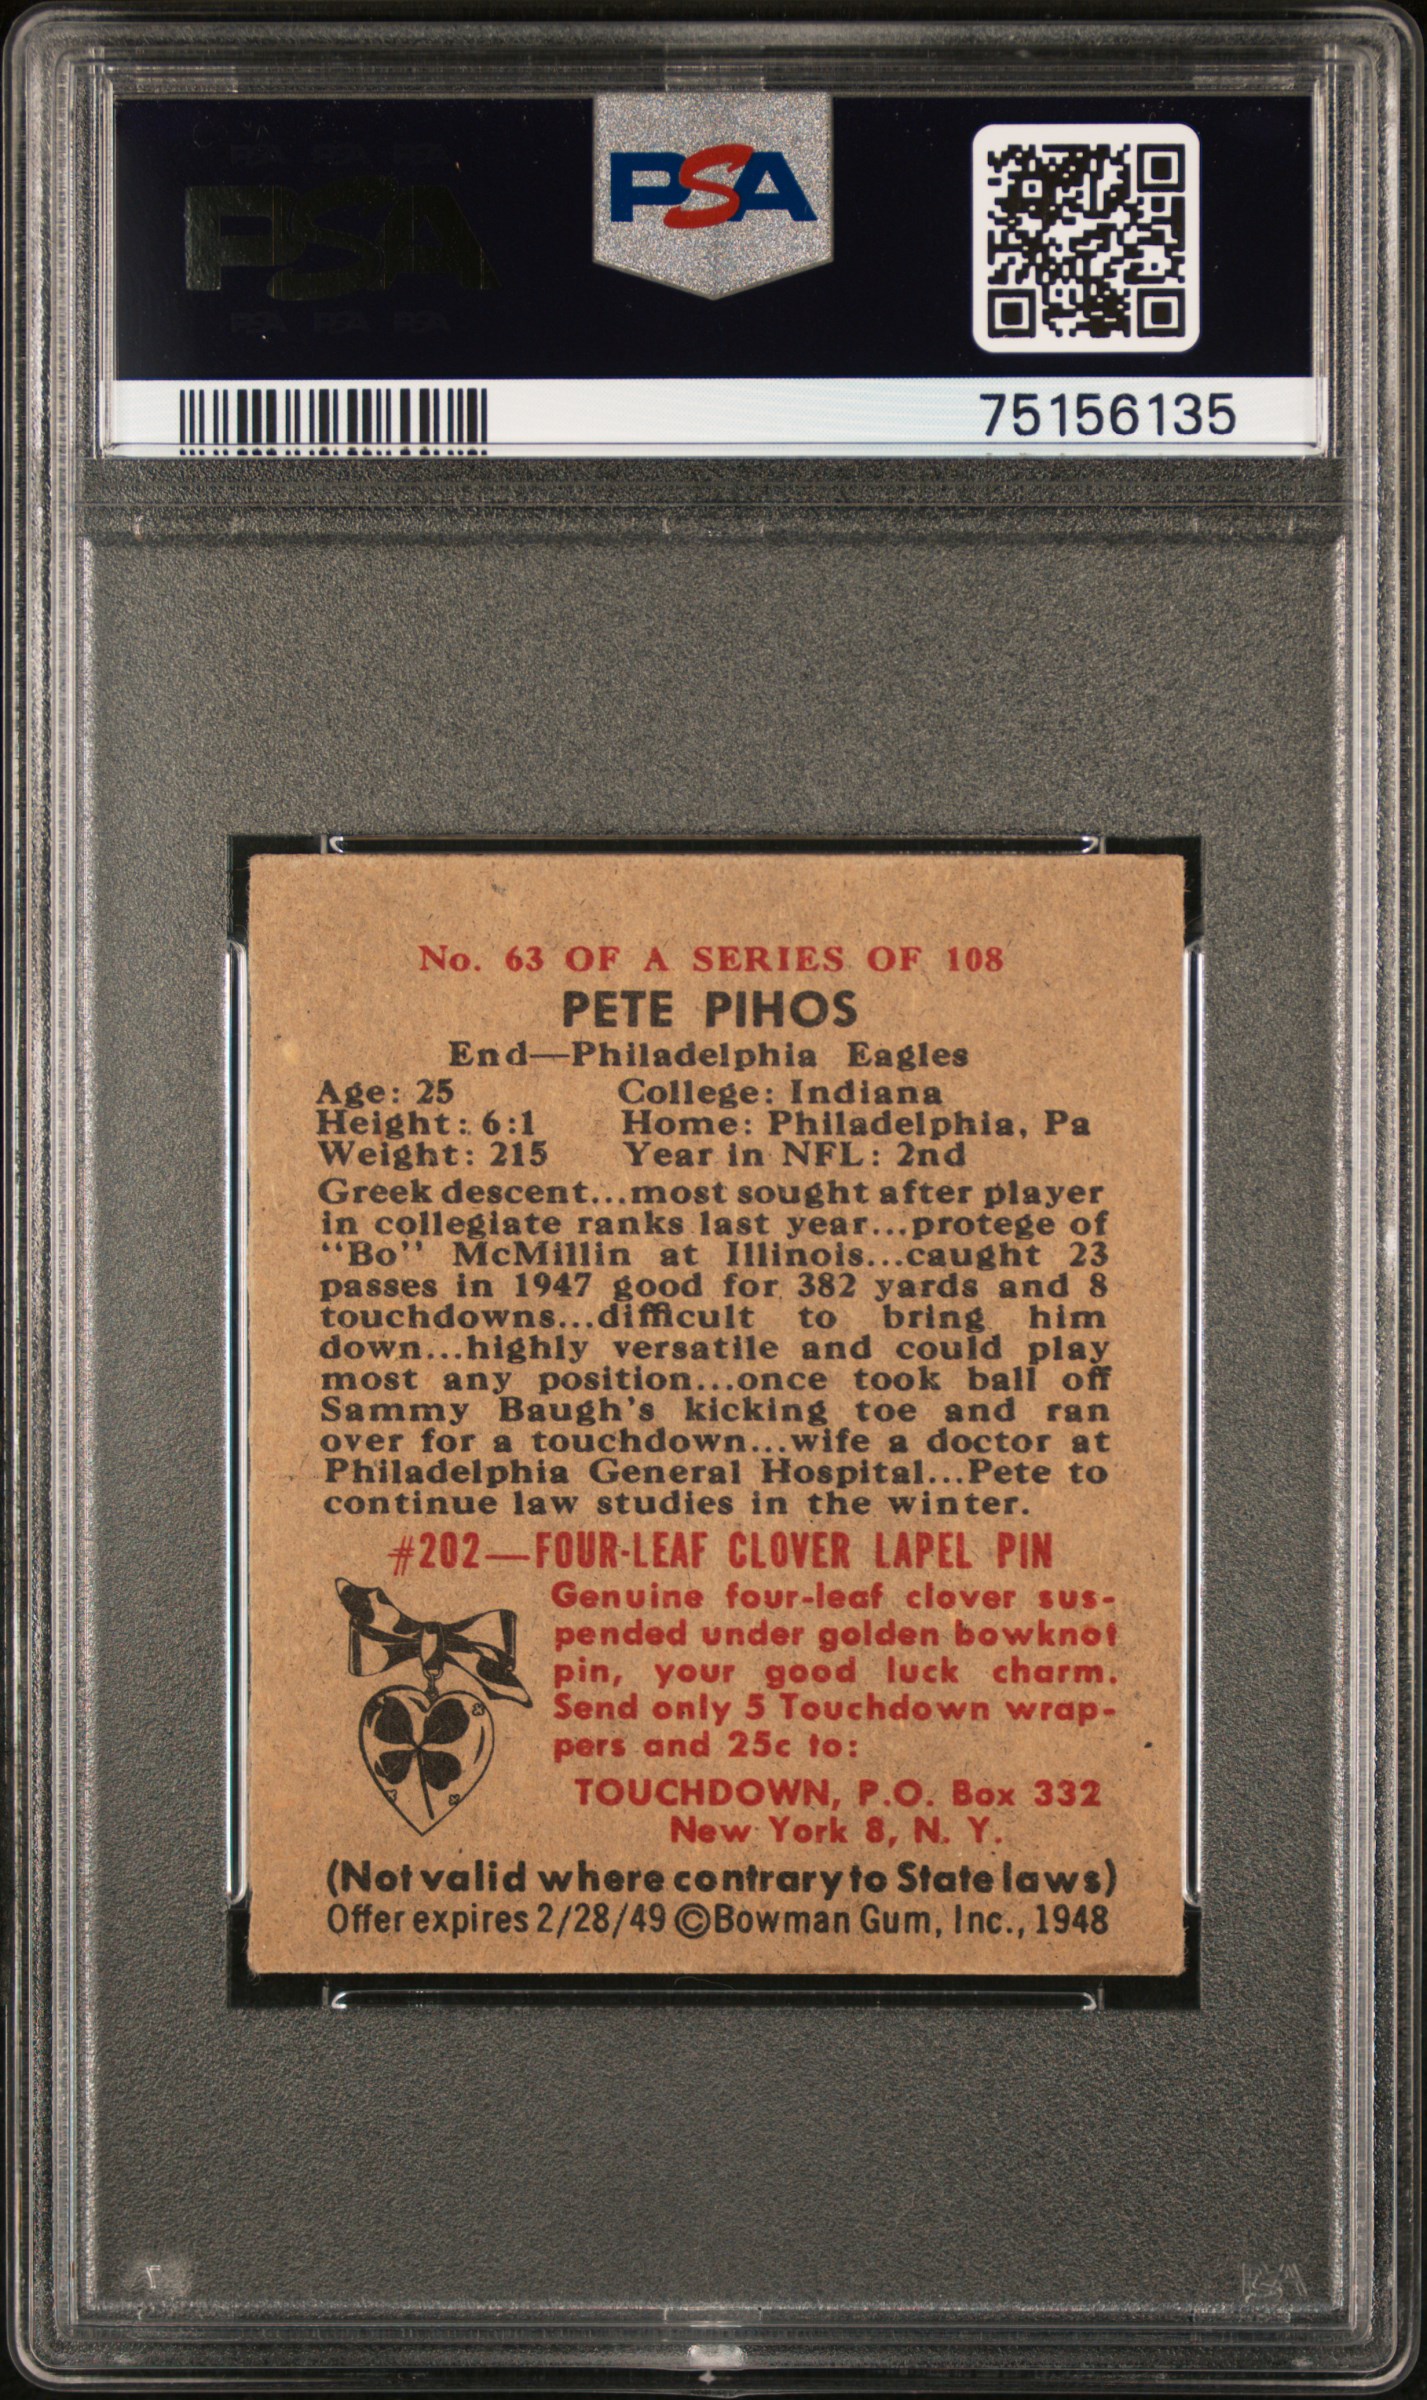 PSA
PSA
75156135
No. 63 OF A SERIES OF 108
PETE PIHOS
End—Philadelphia Eagles
Age: 25 College: Indiana
Height: 6:1 Home: Philadelphia, Pa
Weight: 215 Year in NFL: 2nd
Greek descent...most sought after player
in collegiate ranks last year...protege of
"Bo" McMillin at Illinois...caught 23
passes in 1947 good for 382 yards and 8
touchdowns...difficult to bring him
down...highly versatile and could play
most any position...once took ball off
Sammy Baugh's kicking toe and ran
over for a touchdown...wife a doctor at
Philadelphia General Hospital...Pete to
continue law studies in the winter.
#202—FOUR-LEAF CLOVER LAPEL PIN
Genuine four-leaf clover sus-
pended under golden bowknot
pin, your good luck charm.
Send only 5 Touchdown wrap-
pers and 25c to:
TOUCHDOWN, P.O. Box 332
New York 8, N. Y.
(Not valid where contrary to State laws)
Offer expires 2/28/49 ©Bowman Gum, Inc., 1948